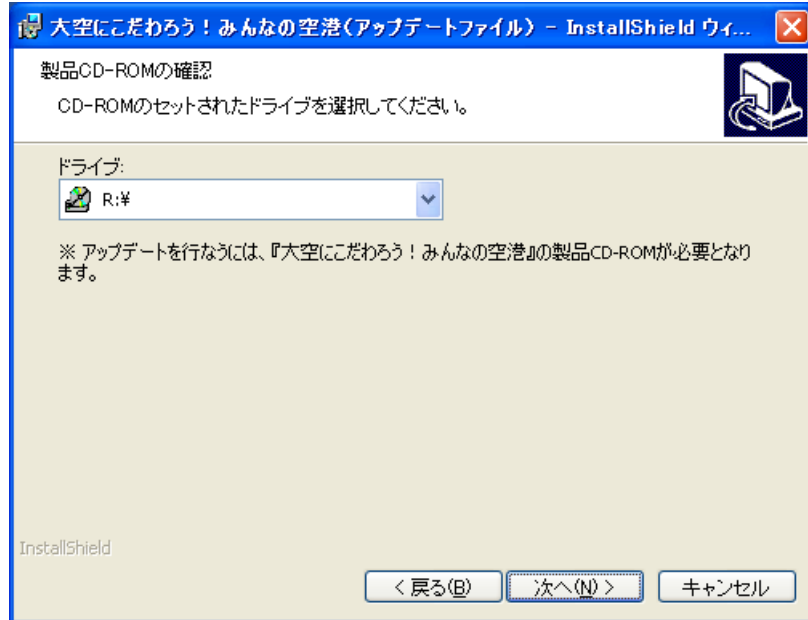 大空にこだわろう！みんなの空港（アップデートファイル） - InstallShield ウィ...
製品CD-ROMの確認
CD-ROMのセットされたドライブを選択してください。
ドライブ:
R:¥
※ アップデートを行なうには、『大空にこだわろう！みんなの空港』の製品CD-ROMが必要となり
ます。
InstallShield
< 戻る(B)
次へ(N) >
キャンセル